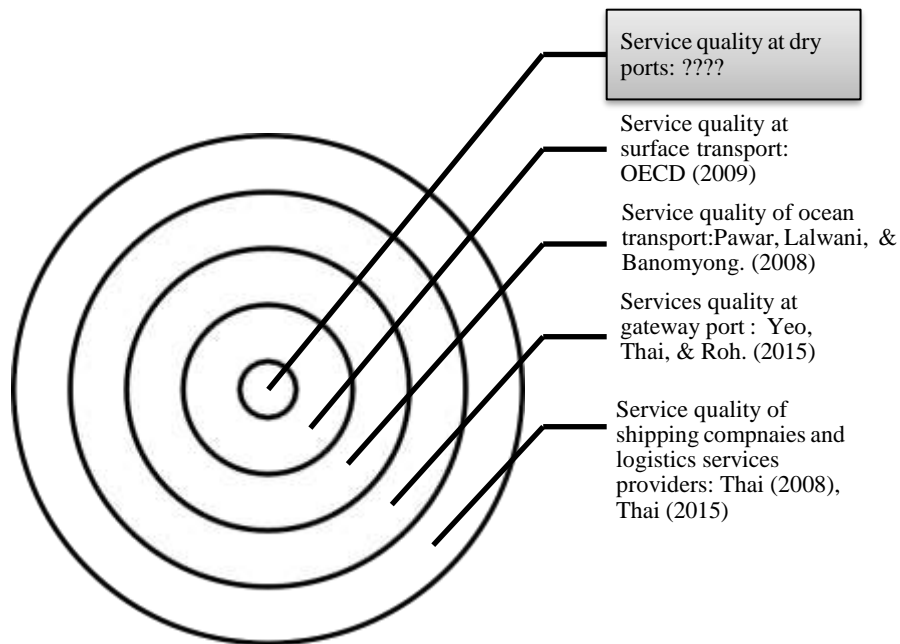 Service quality at dry
ports: ????
Service quality at
surface transport:
OECD (2009)
Service quality of ocean
transport:Pawar, Lalwani, &
Banomyong. (2008)
Services quality at
gateway port : Yeo,
Thai, & Roh. (2015)
Service quality of
shipping compnaies and
logistics services
providers: Thai (2008),
Thai (2015)